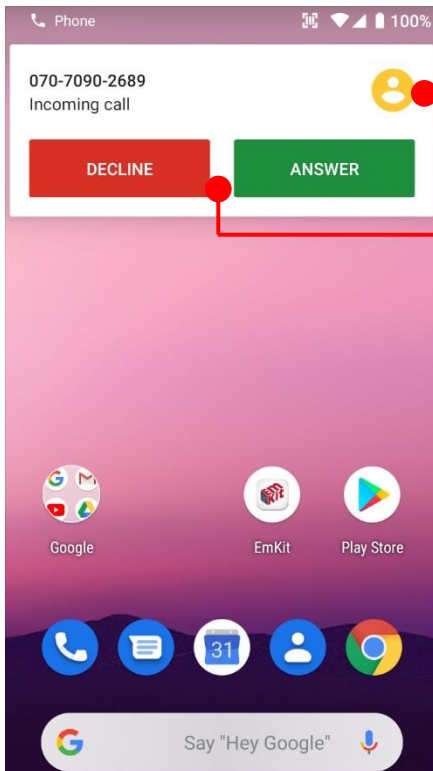 Phone 100%
070-7090-2689
Incoming call
DECLINE ANSWER
Google EmKit Play Store
31
Say "Hey Google"